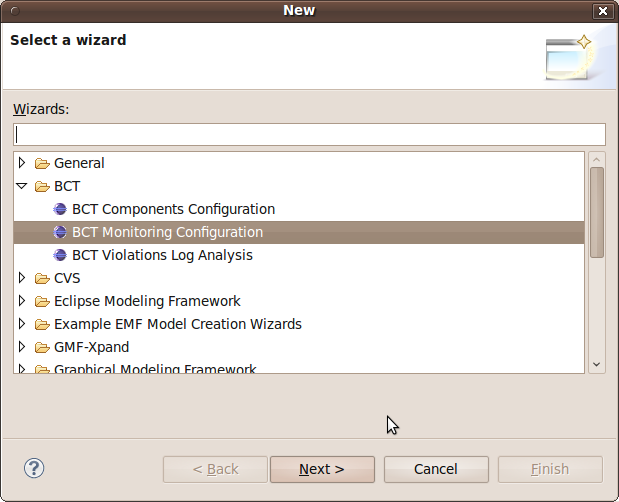 New
Select a wizard
Wizards:
General
BCT
BCT Components Configuration
BCT Monitoring Configuration
BCT Violations Log Analysis
CVS
Eclipse Modeling Framework
Example EMF Model Creation Wizards
GMF-Xpand
Graphical Modeling Framework
? < Back Next > Cancel Finish